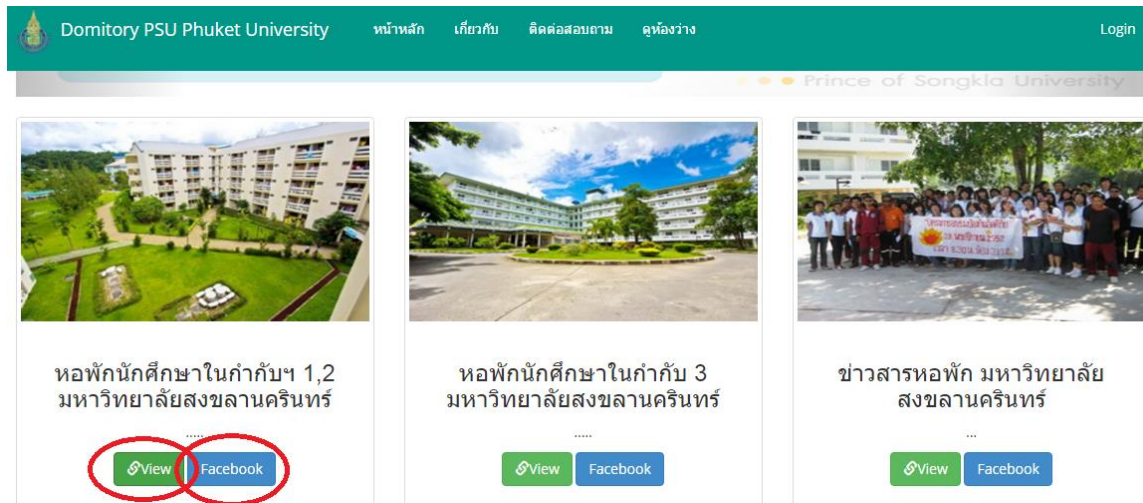 Domitory PSU Phuket University หน้าหลัก เกี่ยวกับ ติดต่อสอบถาม ดูห้องว่าง Login
Prince of Songkla University
หอพักนักศึกษาในกำกับฯ 1,2
มหาวิทยาลัยสงขลานครินทร์
.....
View Facebook
หอพักนักศึกษาในกำกับ 3
มหาวิทยาลัยสงขลานครินทร์
.....
View Facebook
ข่าวสารหอพัก มหาวิทยาลัย
สงขลานครินทร์
...
View Facebook